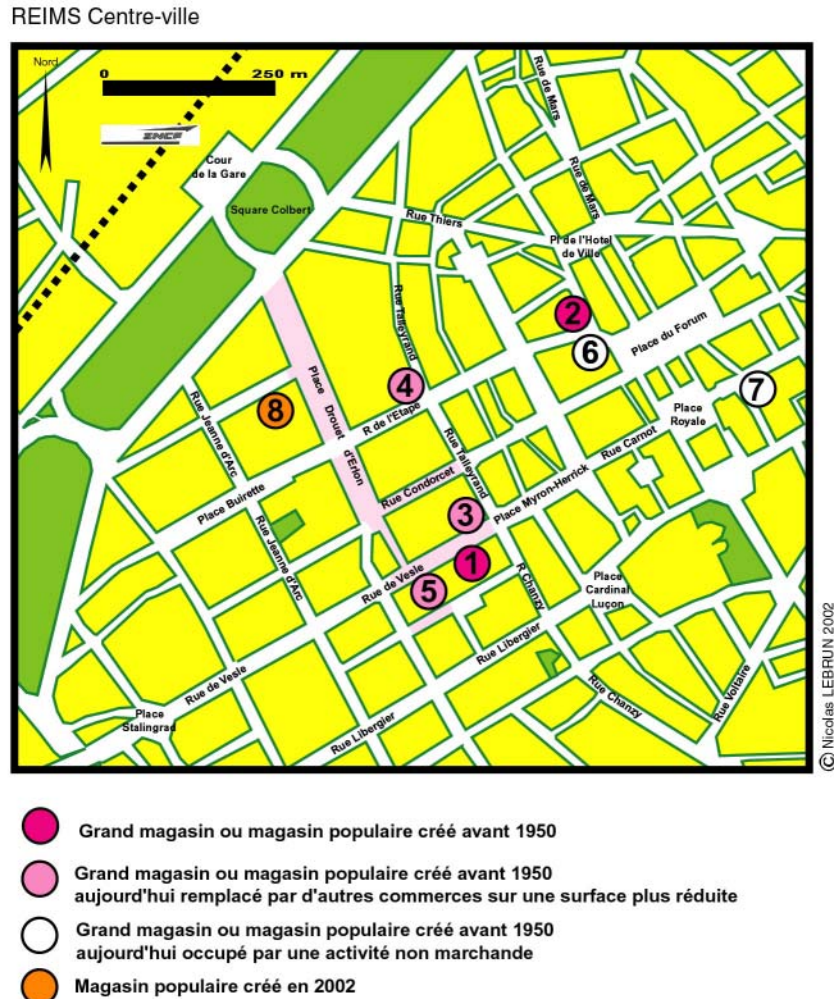 REIMS Centre-ville
Nord
0 250 m
SNCF
Cour
de la Gare
Square Colbert
Rue de Mars
Rue de Mars
Rue Thiers
Pl de l'Hotel
de Ville
Rue Talleyrand
2
6
Place du Forum
7
Place
Royale
Rue Carnot
Place Drouet d'Erlon
4
R de l'Etape
8
Rue Jeanne d'Arc
Rue Talleyrand
Rue Condorcet
Place Buirette
3
Place Myron-Herrick
Rue Jeanne d'Arc
1
Rue de Vesle
5
R Chanzy
Place
Cardinal
Luçon
Rue Libergier
Rue de Vesle
Rue Chanzy
Rue Voltaire
Place
Stalingrad
Rue Libergier
© Nicolas LEBRUN 2002
Grand magasin ou magasin populaire créé avant 1950
Grand magasin ou magasin populaire créé avant 1950
aujourd'hui remplacé par d'autres commerces sur une surface plus réduite
Grand magasin ou magasin populaire créé avant 1950
aujourd'hui occupé par une activité non marchande
Magasin populaire créé en 2002